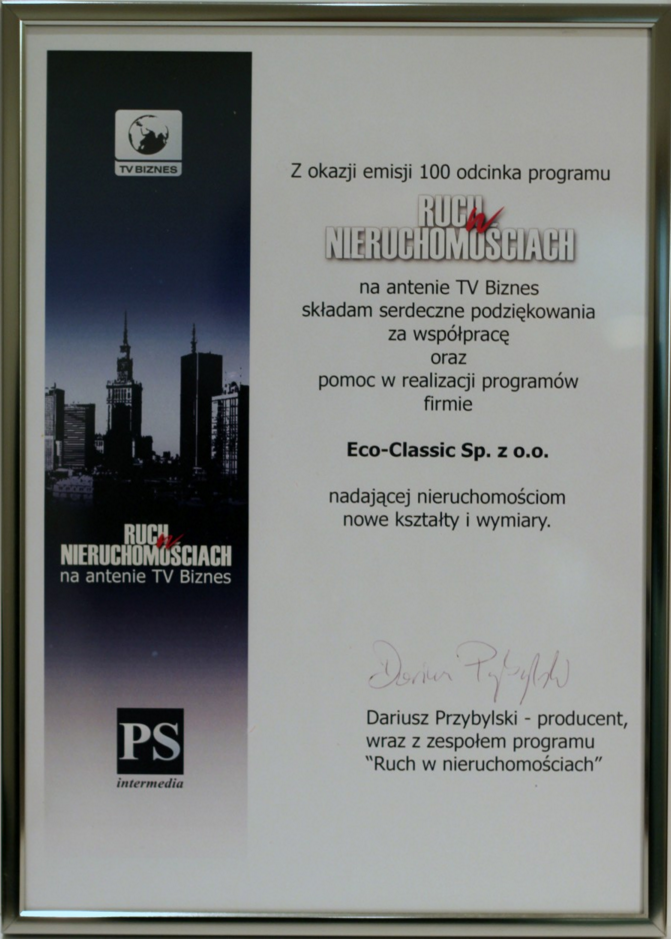 TV BIZNES
RUCH w
NIERUCHOMOŚCIACH
na antenie TV Biznes
PS
intermedia
Z okazji emisji 100 odcinka programu
RUCH w
NIERUCHOMOŚCIACH
na antenie TV Biznes
składam serdeczne podziękowania
za współpracę
oraz
pomoc w realizacji programów
firmie
Eco-Classic Sp. z o.o.
nadającej nieruchomościom
nowe kształty i wymiary.
Dariusz Przybylski
Dariusz Przybylski - producent,
wraz z zespołem programu
“Ruch w nieruchomościach”